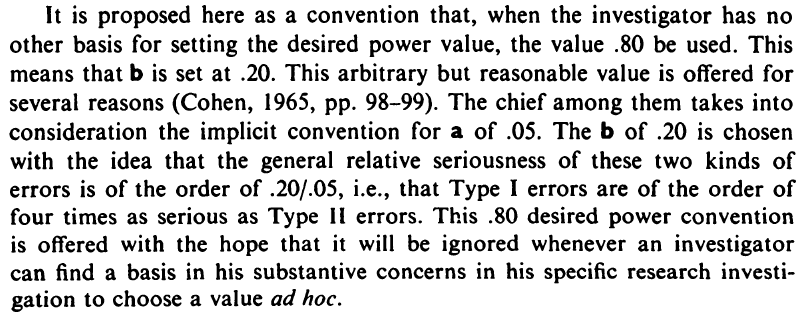 It is proposed here as a convention that, when the investigator has no
other basis for setting the desired power value, the value .80 be used. This
means that b is set at .20. This arbitrary but reasonable value is offered for
several reasons (Cohen, 1965, pp. 98–99). The chief among them takes into
consideration the implicit convention for a of .05. The b of .20 is chosen
with the idea that the general relative seriousness of these two kinds of
errors is of the order of .20/.05, i.e., that Type I errors are of the order of
four times as serious as Type II errors. This .80 desired power convention
is offered with the hope that it will be ignored whenever an investigator
can find a basis in his substantive concerns in his specific research investi-
gation to choose a value ad hoc.